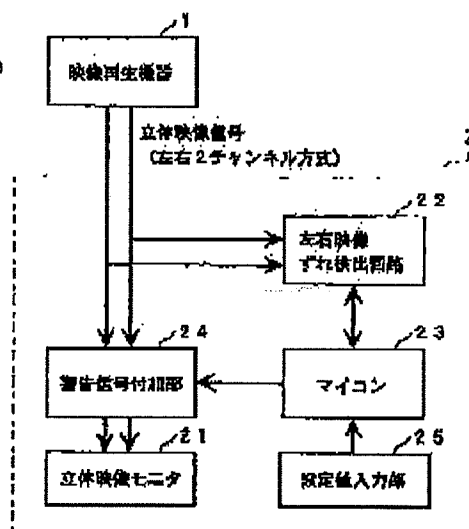 1
映像再生機器
立体映像信号
(左右2チャンネル方式)
2
22
左右映像
ずれ検出回路
24
23
警告信号付加部
マイコン
21
25
立体映像モニタ
設定値入力部